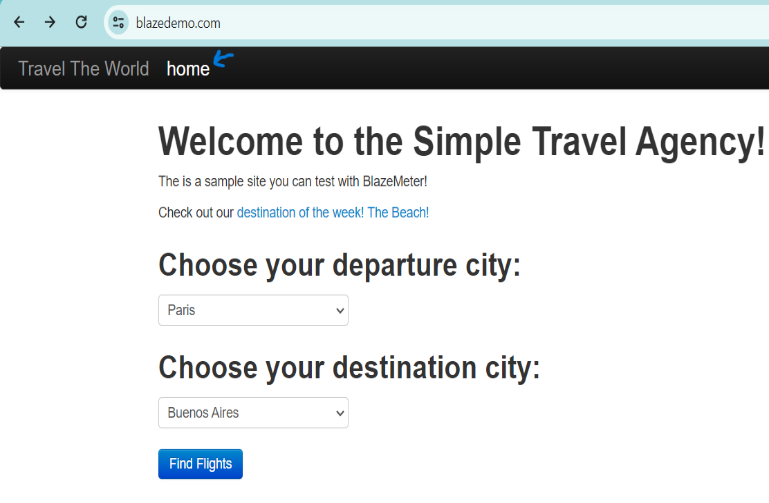 blazedemo.com
Travel The World home
Welcome to the Simple Travel Agency!
The is a sample site you can test with BlazeMeter!
Check out our destination of the week! The Beach!
Choose your departure city:
Paris
Choose your destination city:
Buenos Aires
Find Flights